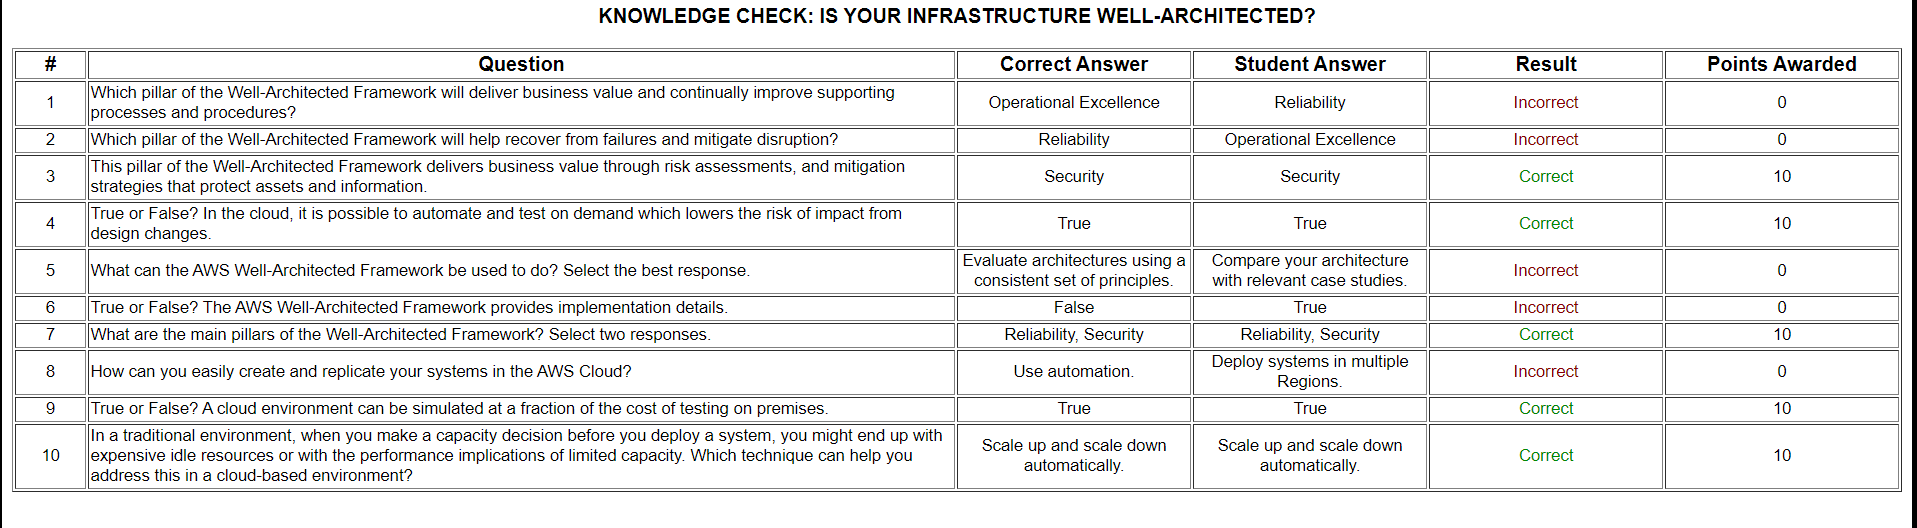 KNOWLEDGE CHECK: IS YOUR INFRASTRUCTURE WELL-ARCHITECTED?
# Question Correct Answer Student Answer Result Points Awarded
1 Which pillar of the Well-Architected Framework will deliver business value and continually improve supporting
processes and procedures? Operational Excellence Reliability Incorrect 0
2 Which pillar of the Well-Architected Framework will help recover from failures and mitigate disruption? Reliability Operational Excellence Incorrect 0
3 This pillar of the Well-Architected Framework delivers business value through risk assessments, and mitigation
strategies that protect assets and information. Security Security Correct 10
4 True or False? In the cloud, it is possible to automate and test on demand which lowers the risk of impact from
design changes. True True Correct 10
5 What can the AWS Well-Architected Framework be used to do? Select the best response. Evaluate architectures using a
consistent set of principles. Compare your architecture
with relevant case studies. Incorrect 0
6 True or False? The AWS Well-Architected Framework provides implementation details. False True Incorrect 0
7 What are the main pillars of the Well-Architected Framework? Select two responses. Reliability, Security Reliability, Security Correct 10
8 How can you easily create and replicate your systems in the AWS Cloud? Use automation. Deploy systems in multiple
Regions. Incorrect 0
9 True or False? A cloud environment can be simulated at a fraction of the cost of testing on premises. True True Correct 10
10 In a traditional environment, when you make a capacity decision before you deploy a system, you might end up with
expensive idle resources or with the performance implications of limited capacity. Which technique can help you
address this in a cloud-based environment? Scale up and scale down
automatically. Scale up and scale down
automatically. Correct 10